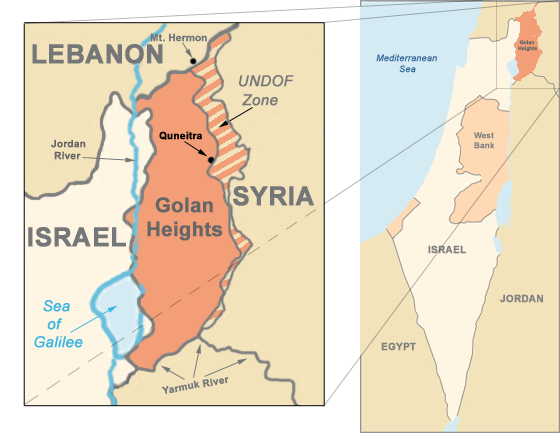 LEBANON
Mt. Hermon
UNDOF
Zone
Jordan
River
Quneitra
SYRIA
Golan
Heights
ISRAEL
Sea
of
Galilee
Yarmuk River
Mediterranean
Sea
Golan
Heights
West
Bank
ISRAEL
JORDAN
EGYPT